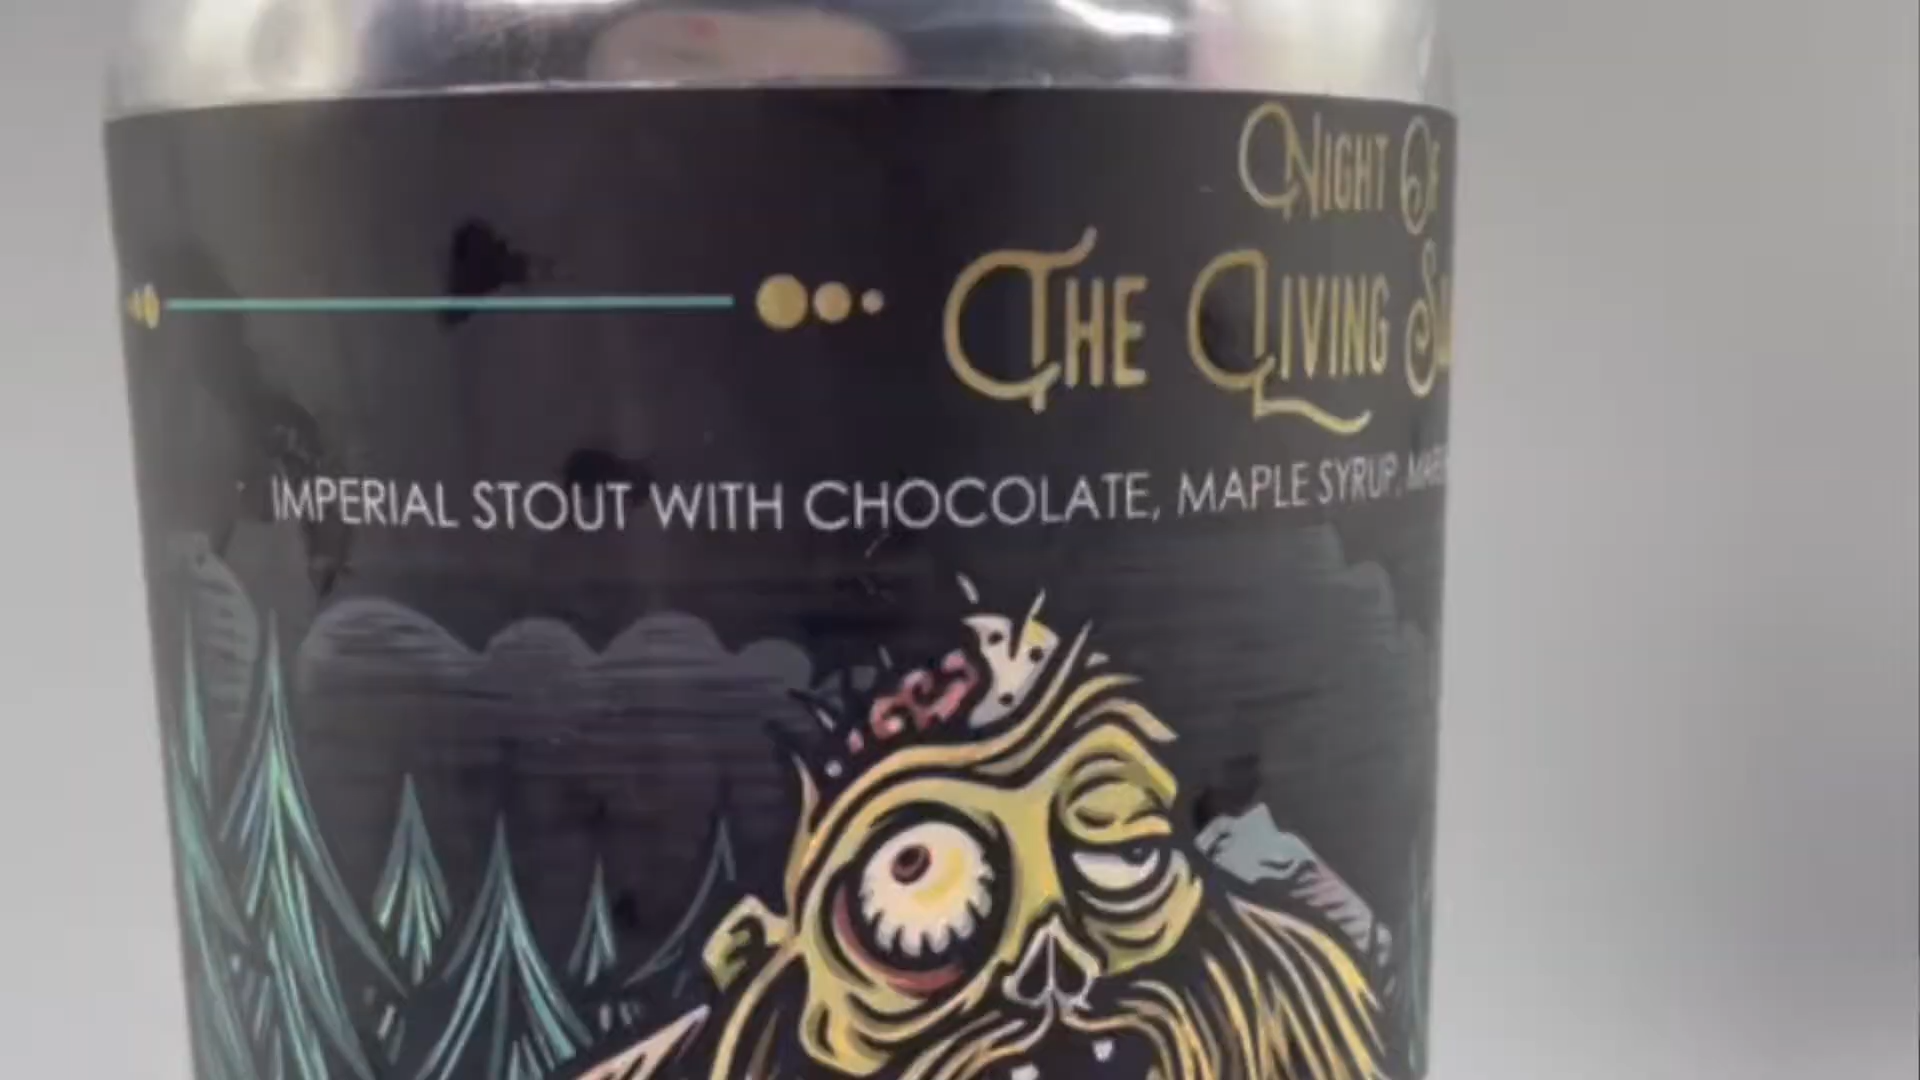 NIGHT OF
THE LIVING
IMPERIAL STOUT WITH CHOCOLATE, MAPLE SYRUP,